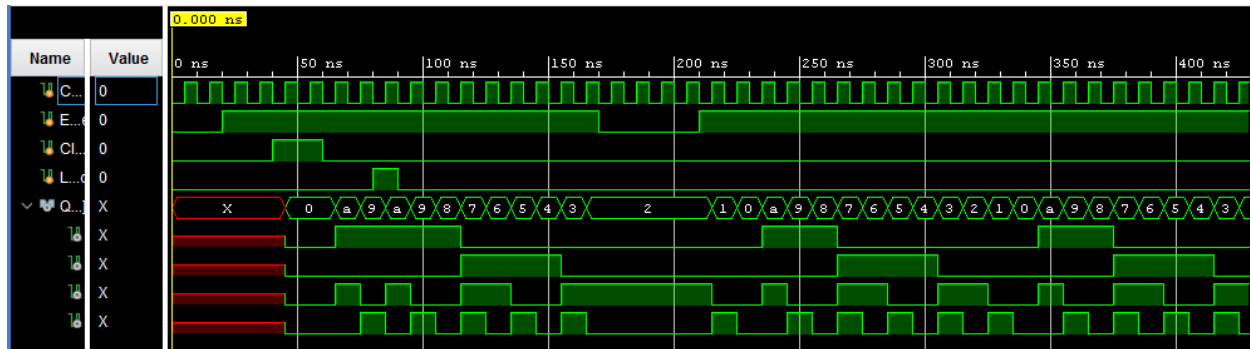 0.000 ns
Name Value 0 ns 50 ns 100 ns 150 ns 200 ns 250 ns 300 ns 350 ns 400 ns
C... 0
E...e 0
Cl... 0
L...d 0
Q...] X X 0 a 9 a 9 8 7 6 5 4 3 2 1 0 a 9 8 7 6 5 4 3 2 1 0 a 9 8 7 6 5 4 3
X
X
X
X